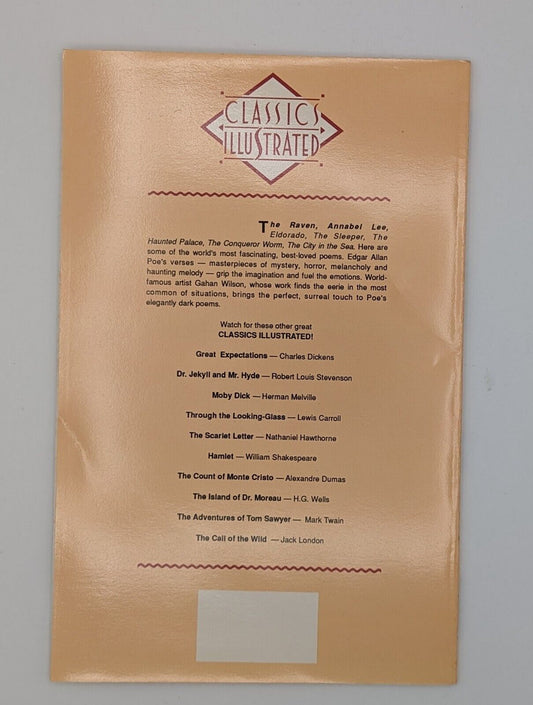 CLASSICS
ILLUSTRATED
The Raven, Annabel Lee,
Eldorado, The Sleeper, The
Haunted Palace, The Conqueror Worm, The City in the Sea. Here are
some of the world's most fascinating, best-loved poems. Edgar Allan
Poe's verses — masterpieces of mystery, horror, melancholy and
haunting melody — grip the imagination and fuel the emotions. World-
famous artist Gahan Wilson, whose work finds the eerie in the most
common of situations, brings the perfect, surreal touch to Poe's
elegantly dark poems.
Watch for these other great
CLASSICS ILLUSTRATED!
Great Expectations — Charles Dickens
Dr. Jekyll and Mr. Hyde — Robert Louis Stevenson
Moby Dick — Herman Melville
Through the Looking-Glass — Lewis Carroll
The Scarlet Letter — Nathaniel Hawthorne
Hamlet — William Shakespeare
The Count of Monte Cristo — Alexandre Dumas
The Island of Dr. Moreau — H.G. Wells
The Adventures of Tom Sawyer — Mark Twain
The Call of the Wild — Jack London